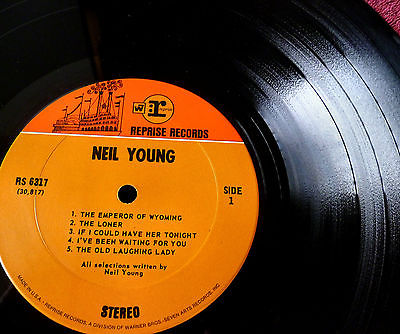 W r reprise
REPRISE RECORDS
NEIL YOUNG
RS 6317
(30,817)
SIDE
1
1. THE EMPEROR OF WYOMING
2. THE LONER
3. IF I COULD HAVE HER TONIGHT
4. I'VE BEEN WAITING FOR YOU
5. THE OLD LAUGHING LADY
All selections written by
Neil Young
STEREO
MADE IN U.S.A. - REPRISE RECORDS, A DIVISION OF WARNER BROS.-SEVEN ARTS RECORDS, INC.